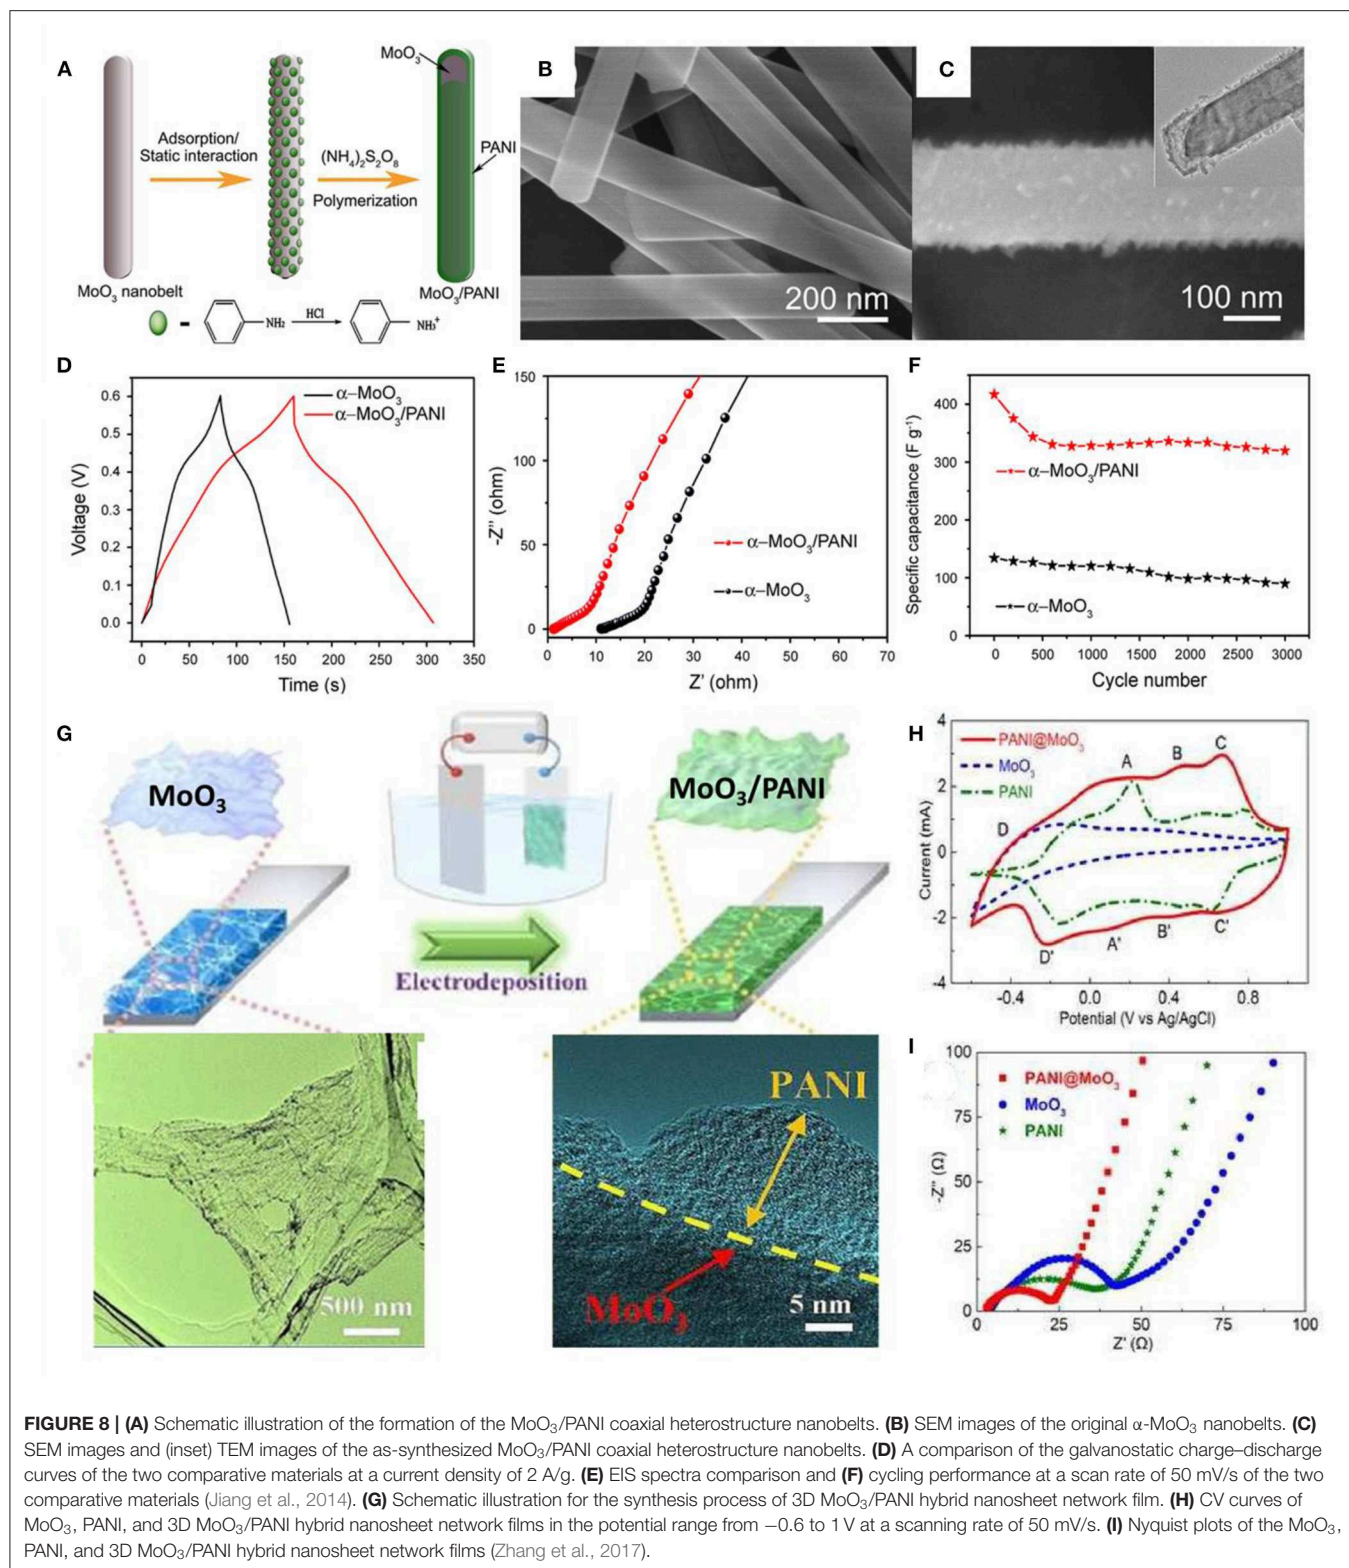 A
MoO₃
Adsorption/
Static interaction
(NH₄)₂S₂O₈
Polymerization
PANI
MoO₃ nanobelt
MoO₃/PANI
- NH₂ HCl NH₃⁺
B
200 nm
C
100 nm
D
Voltage (V)
0.6
0.5
0.4
0.3
0.2
0.1
0.0
α–MoO₃
α–MoO₃/PANI
0 50 100 150 200 250 300 350
Time (s)
E
-Z'' (ohm)
150
100
50
0
α–MoO₃/PANI
α–MoO₃
0 10 20 30 40 50 60 70
Z' (ohm)
F
Specific capacitance (F g⁻¹)
400
300
200
100
0
α–MoO₃/PANI
α–MoO₃
0 500 1000 1500 2000 2500 3000
Cycle number
G
MoO₃
MoO₃/PANI
Electrodeposition
500 nm
PANI
MoO₃
5 nm
H
Current (mA)
4
2
0
-2
-4
PANI@MoO₃
MoO₃
PANI
A
B
C
D
D'
A'
B'
C'
-0.4 0.0 0.4 0.8
Potential (V vs Ag/AgCl)
I
-Z'' (Ω)
100
75
50
25
0
PANI@MoO₃
MoO₃
PANI
0 25 50 75 100
Z' (Ω)
FIGURE 8 | (A) Schematic illustration of the formation of the MoO₃/PANI coaxial heterostructure nanobelts. (B) SEM images of the original α-MoO₃ nanobelts. (C)
SEM images and (inset) TEM images of the as-synthesized MoO₃/PANI coaxial heterostructure nanobelts. (D) A comparison of the galvanostatic charge–discharge
curves of the two comparative materials at a current density of 2 A/g. (E) EIS spectra comparison and (F) cycling performance at a scan rate of 50 mV/s of the two
comparative materials (Jiang et al., 2014). (G) Schematic illustration for the synthesis process of 3D MoO₃/PANI hybrid nanosheet network film. (H) CV curves of
MoO₃, PANI, and 3D MoO₃/PANI hybrid nanosheet network films in the potential range from −0.6 to 1 V at a scanning rate of 50 mV/s. (I) Nyquist plots of the MoO₃,
PANI, and 3D MoO₃/PANI hybrid nanosheet network films (Zhang et al., 2017).